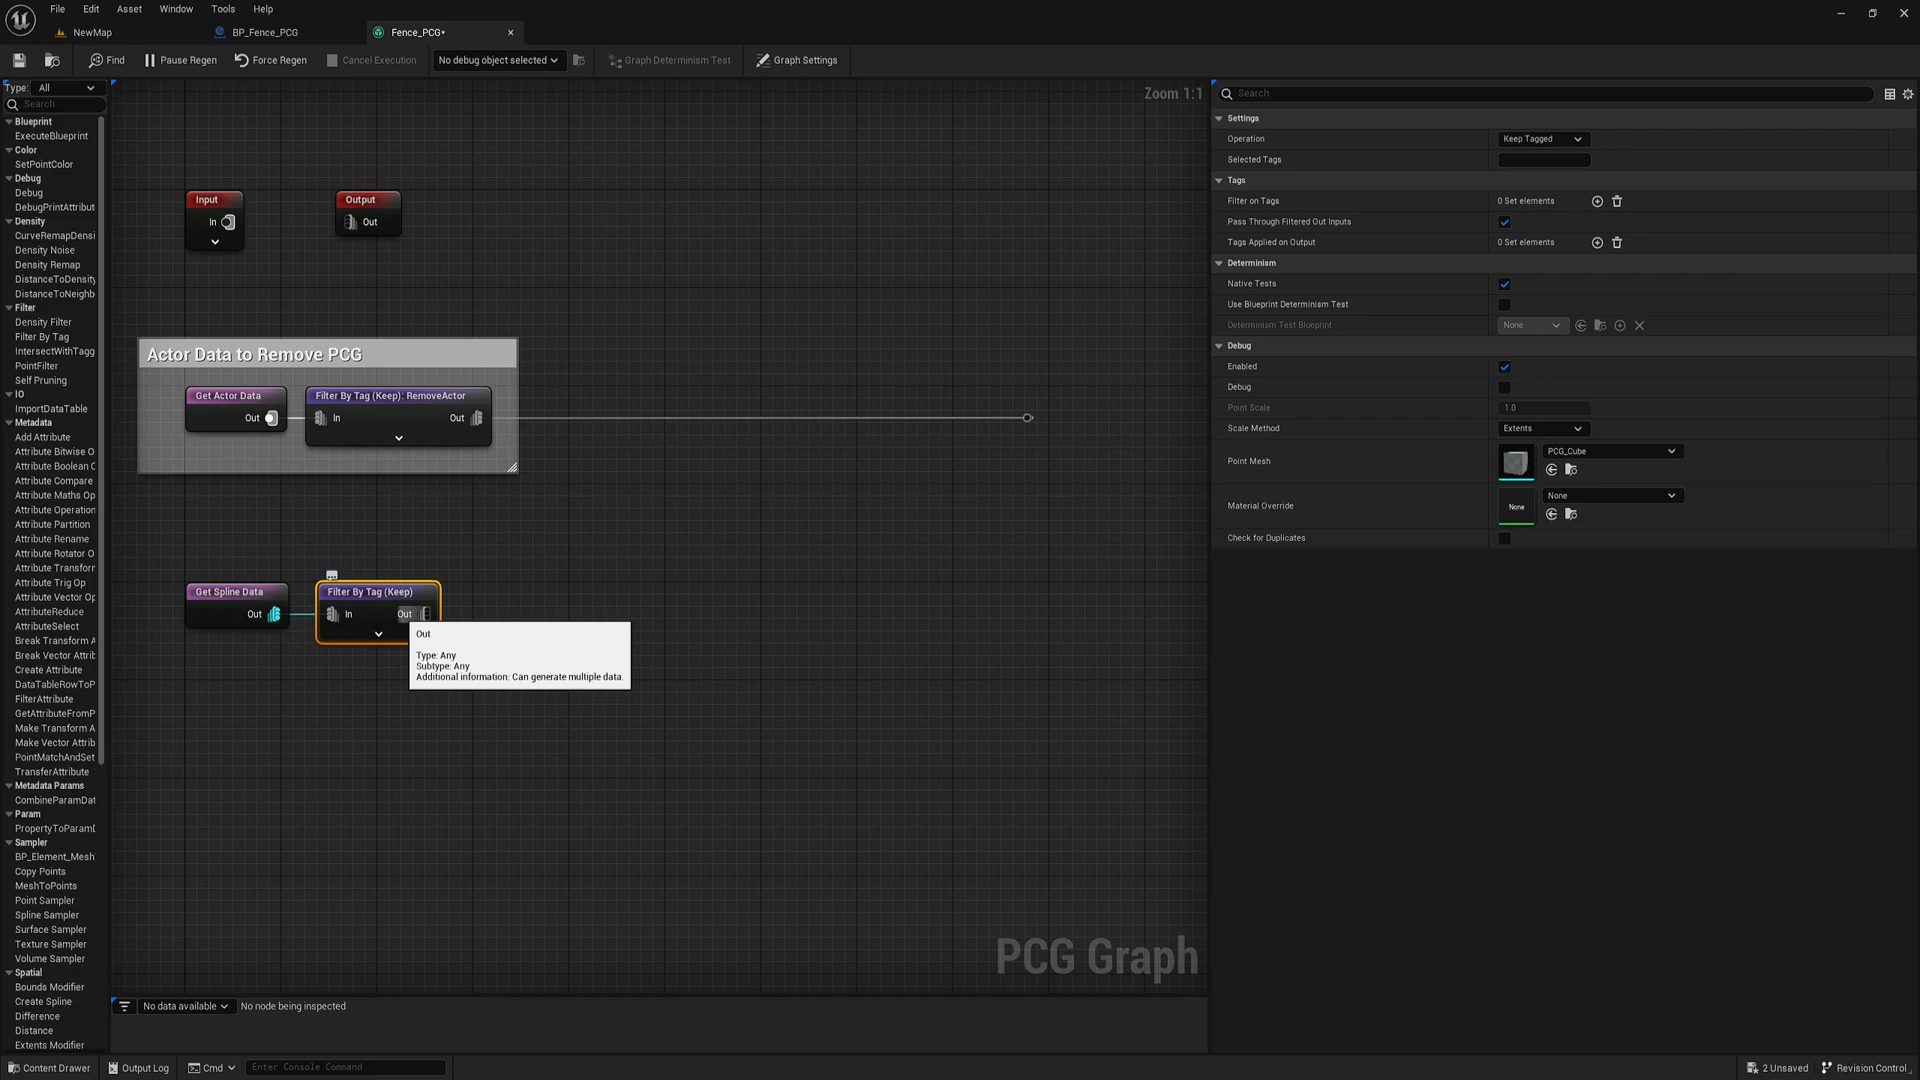 File Edit Asset Window Tools Help
NewMap BP_Fence_PCG Fence_PCG•
Find Pause Regen Force Regen Cancel Execution No debug object selected Graph Determinism Test Graph Settings
Type: All
Search
Blueprint
ExecuteBlueprint
Color
SetPointColor
Debug
Debug
DebugPrintAttribut
Density
CurveRemapDensi
Density Noise
Density Remap
DistanceToDensity
DistanceToNeighb
Filter
Density Filter
Filter By Tag
IntersectWithTagg
PointFilter
Self Pruning
IO
ImportDataTable
Metadata
Add Attribute
Attribute Bitwise O
Attribute Boolean O
Attribute Compare
Attribute Maths Op
Attribute Operation
Attribute Partition
Attribute Rename
Attribute Rotator O
Attribute Transforn
Attribute Trig Op
Attribute Vector Op
AttributeReduce
AttributeSelect
Break Transform A
Break Vector Attrib
Create Attribute
DataTableRowToP
FilterAttribute
GetAttributeFromP
Make Transform A
Make Vector Attrib
PointMatchAndSet
TransferAttribute
Metadata Params
CombineParamDat
Param
PropertyToParamD
Sampler
BP_Element_Mesh
Copy Points
MeshToPoints
Point Sampler
Spline Sampler
Surface Sampler
Texture Sampler
Volume Sampler
Spatial
Bounds Modifier
Create Spline
Difference
Distance
Extents Modifier
Zoom 1:1
Input
In
Output
Out
Actor Data to Remove PCG
Get Actor Data
Out
Filter By Tag (Keep): RemoveActor
In Out
Get Spline Data
Out
Filter By Tag (Keep)
In Out
Out
Type: Any
Subtype: Any
Additional information: Can generate multiple data.
PCG Graph
No data available No node being inspected
Search
Settings
Operation Keep Tagged
Selected Tags
Tags
Filter on Tags 0 Set elements
Pass Through Filtered Out Inputs
Tags Applied on Output 0 Set elements
Determinism
Native Tests
Use Blueprint Determinism Test
Determinism Test Blueprint None
Debug
Enabled
Debug
Point Scale 1.0
Scale Method Extents
Point Mesh PCG_Cube
Material Override None None
Check for Duplicates
Content Drawer Output Log Cmd Enter Console Command 2 Unsaved Revision Control